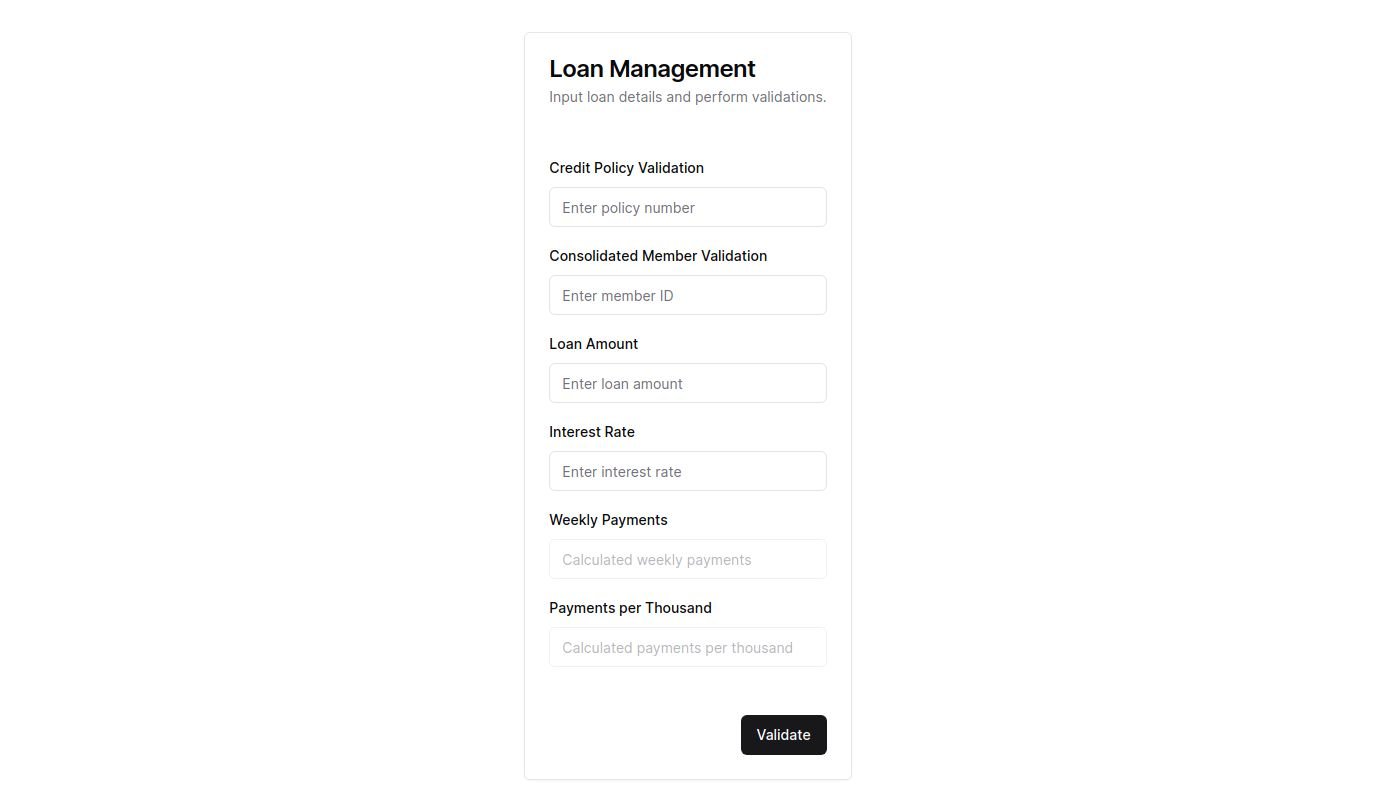 Loan Management
Input loan details and perform validations.
Credit Policy Validation
Enter policy number
Consolidated Member Validation
Enter member ID
Loan Amount
Enter loan amount
Interest Rate
Enter interest rate
Weekly Payments
Calculated weekly payments
Payments per Thousand
Calculated payments per thousand
Validate